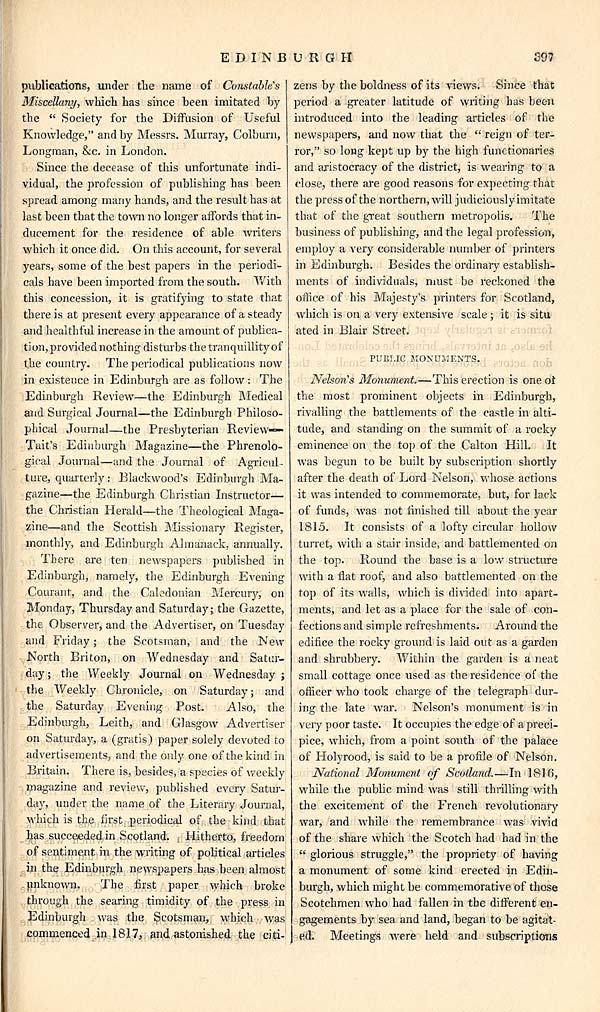 EDINBURGH 397
publications, under the name of Constable's
Miscellany, which has since been imitated by
the “ Society for the Diffusion of Useful
Knowledge,” and by Messrs. Murray, Colburn,
Longman, &c. in London.
Since the decease of this unfortunate indi-
vidual, the profession of publishing has been
spread among many hands, and the result has at
last been that the town no longer affords that in-
ducement for the residence of able writers
which it once did. On this account, for several
years, some of the best papers in the periodi-
cals have been imported from the south. With
this concession, it is gratifying to state that
there is at present every appearance of a steady
and healthful increase in the amount of publica-
tion, provided nothing disturbs the tranquillity of
the country. The periodical publications now
in existence in Edinburgh are as follow : The
Edinburgh Review—the Edinburgh Medical
and Surgical Journal—the Edinburgh Philoso-
phical Journal—the Presbyterian Review—
Tait's Edinburgh Magazine—the Phrenolo-
gical Journal—and the Journal of Agricul-
ture, quarterly : Blackwood's Edinburgh Ma-
gazine—the Edinburgh Christian Instructor—
the Christian Herald—the Theological Maga-
zine—and the Scottish Missionary Register,
monthly, and Edinburgh Almanack, annually.
There are ten newspapers published in
Edinburgh, namely, the Edinburgh Evening
Courant, and the Caledonian Mercury, on
Monday, Thursday and Saturday; the Gazette,
the Observer, and the Advertiser, on Tuesday
and Friday ; the Scotsman, and the New
North Briton, on Wednesday and Satur-
day; the Weekly Journal on Wednesday ;
the Weekly Chronicle, on Saturday; and
the Saturday Evening Post. Also, the
Edinburgh, Leith, and Glasgow Advertiser
on Saturday, a (gratis) paper solely devoted to
advertisements, and the only one of the kind in
Britain. There is, besides, a species of weekly
magazine and review, published every Satur-
day, under the name of the Literary Journal,
which is the first periodical of the kind that
has succeeded in Scotland. Hitherto, freedom
of sentiment in the writing of political articles
in the Edinburgh newspapers has been almost
unknown. The first paper which broke
through the searing timidity of the press in
Edinburgh was the Scotsman, which was
commenced in 1817, and astonished the citi-
zens by the boldness of its views. Since that
period a greater latitude of writing has been
introduced into the leading articles of the
newspapers, and now that the “ reign of ter-
ror,” so long kept up by the high functionaries
and aristocracy of the district, is wearing to a
close, there are good reasons for expecting that
the press of the northern, will judiciously imitate
that of the great southern metropolis. The
business of publishing, and the legal profession,
employ a very considerable number of printers
in Edinburgh. Besides the ordinary establish-
ments of individuals, must be reckoned the
office of his Majesty's printers for Scotland,
which is on a very extensive scale ; it is situ
ated in Blair Street.
PUBLIC MONUMENTS.
Nelson's Monument.—This erection is one of
the most prominent objects in Edinburgh,
rivalling the battlements of the castle in alti-
tude, and standing on the summit of a rocky
eminence on the top of the Calton Hill. It
was begun to be built by subscription shortly
after the death of Lord Nelson, whose actions
it was intended to commemorate, but, for lack
of funds, was not finished till about the year
1815. It consists of a lofty circular hollow
turret, with a stair inside, and battlemented on
the top. Round the base is a low structure
with a flat roof, and also battlemented on the
top of its walls, which is divided into apart-
ments, and let as a place for the sale of con-
fections and simple refreshments. Around the
edifice the rocky ground is laid out as a garden
and shrubbery. Within the garden is a neat
small cottage once used as the residence of the
officer who took charge of the telegraph dur-
ing the late war. Nelson's monument is in
very poor taste. It occupies the edge of a preci-
pice, which, from a point south of the palace
of Holyrood, is said to be a profile of Nelson.
National Monument of Scotland.—In 1816,
while the public mind was still thrilling with
the excitement of the French revolutionary
war, and while the remembrance was vivid
of the share which the Scotch had had in the
“ glorious struggle,” the propriety of having
a monument of some kind erected in Edin-
burgh, which might be commemorative of those
Scotchmen who had fallen in the different en-
gagements by sea and land, began to be agitat-
ed. Meetings were held and subscriptions